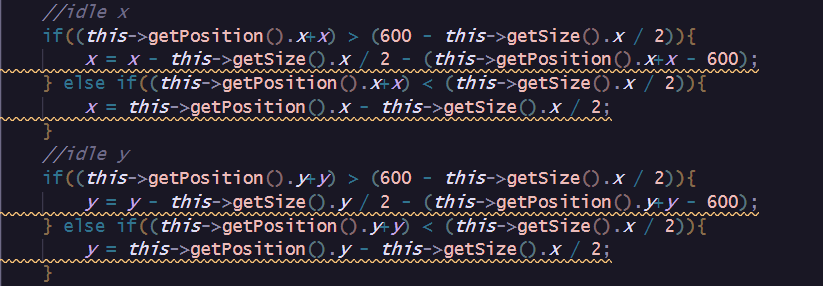 //idle x
if((this->getPosition().x+x) > (600 - this->getSize().x / 2)){
x = x - this->getSize().x / 2 - (this->getPosition().x+x - 600);
} else if((this->getPosition().x+x) < (this->getSize().x / 2)){
x = this->getPosition().x - this->getSize().x / 2;
}
//idle y
if((this->getPosition().y+y) > (600 - this->getSize().x / 2)){
y = y - this->getSize().y / 2 - (this->getPosition().y+y - 600);
} else if((this->getPosition().y+y) < (this->getSize().x / 2)){
y = this->getPosition().y - this->getSize().x / 2;
}